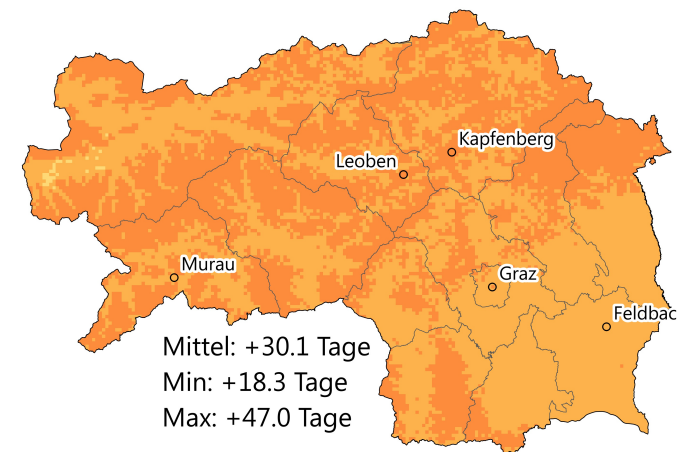 Kapfenberg
Leoben
Murau
Graz
Feldbac
Mittel: +30.1 Tage
Min: +18.3 Tage
Max: +47.0 Tage